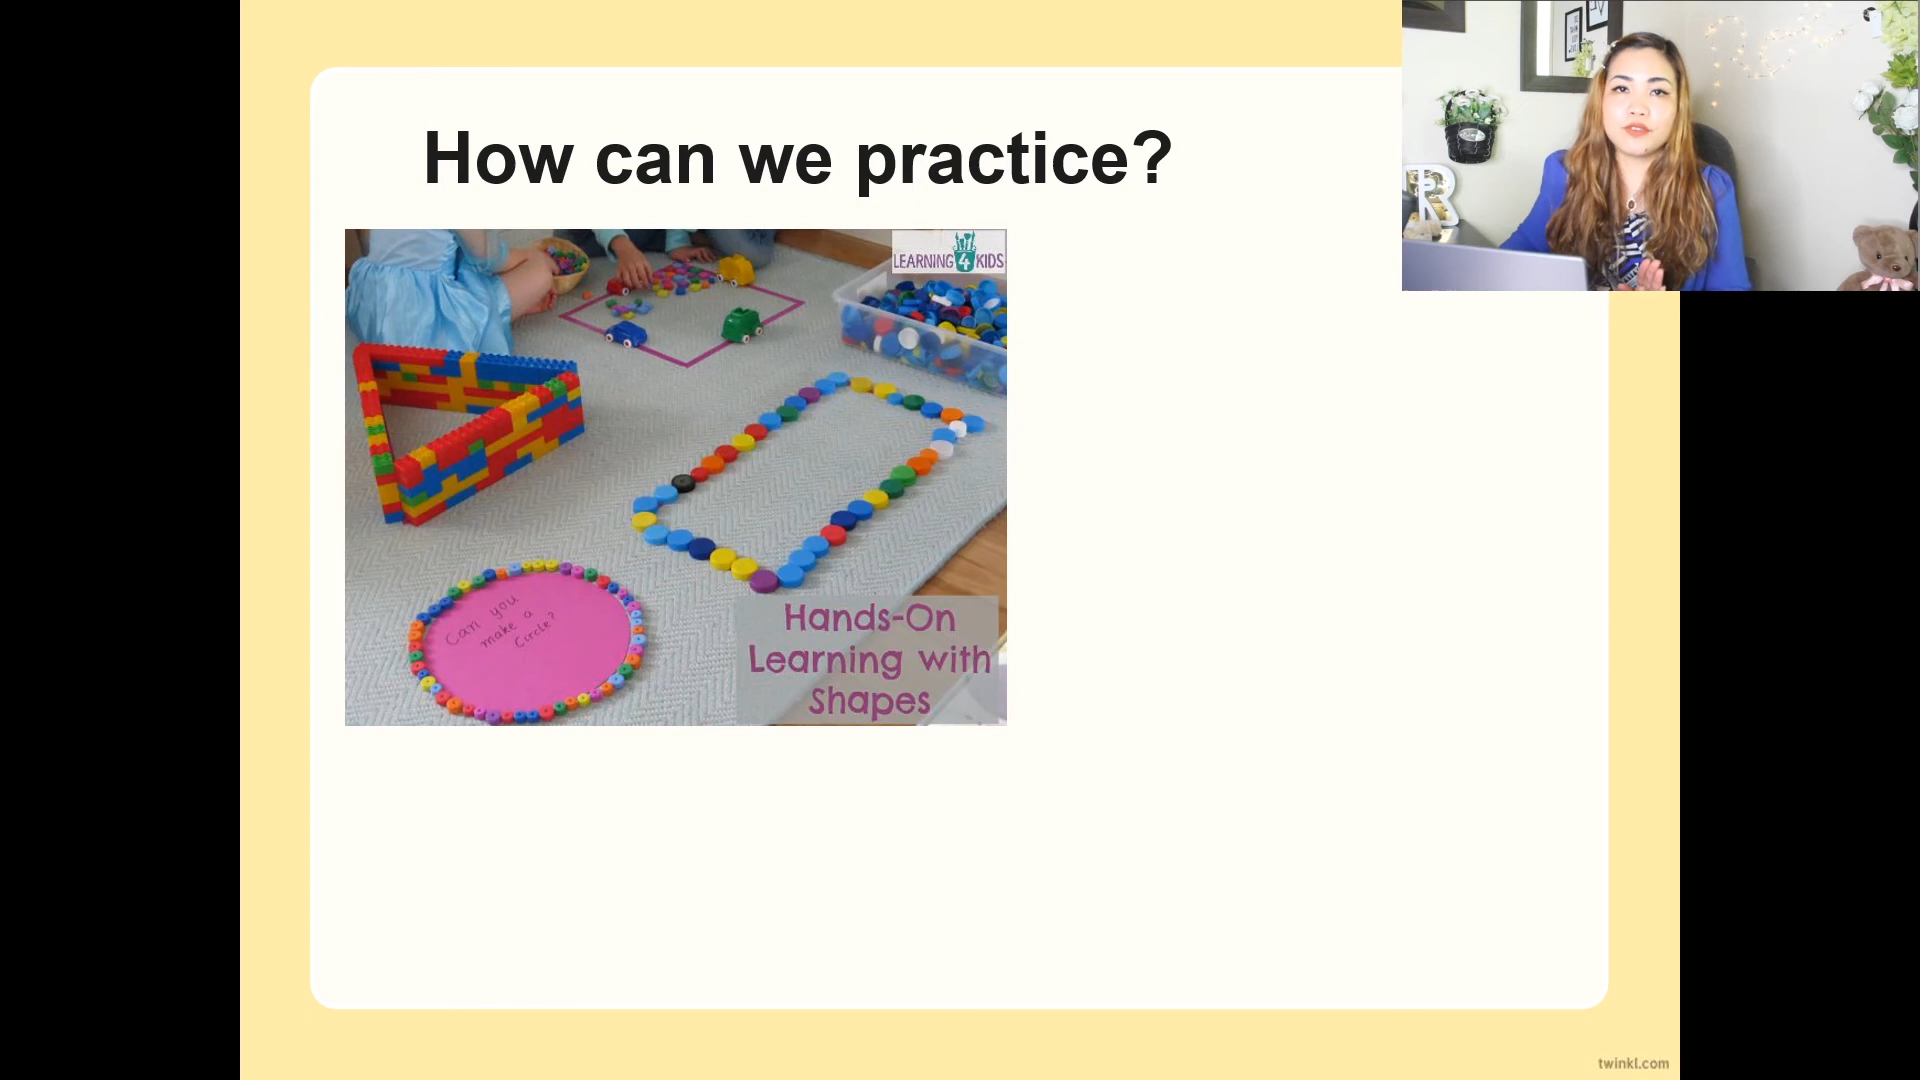 How can we practice?
LEARNING 4 KIDS
Can you
make a
Circle?
Hands-On
Learning with
Shapes
R
twinkl.com